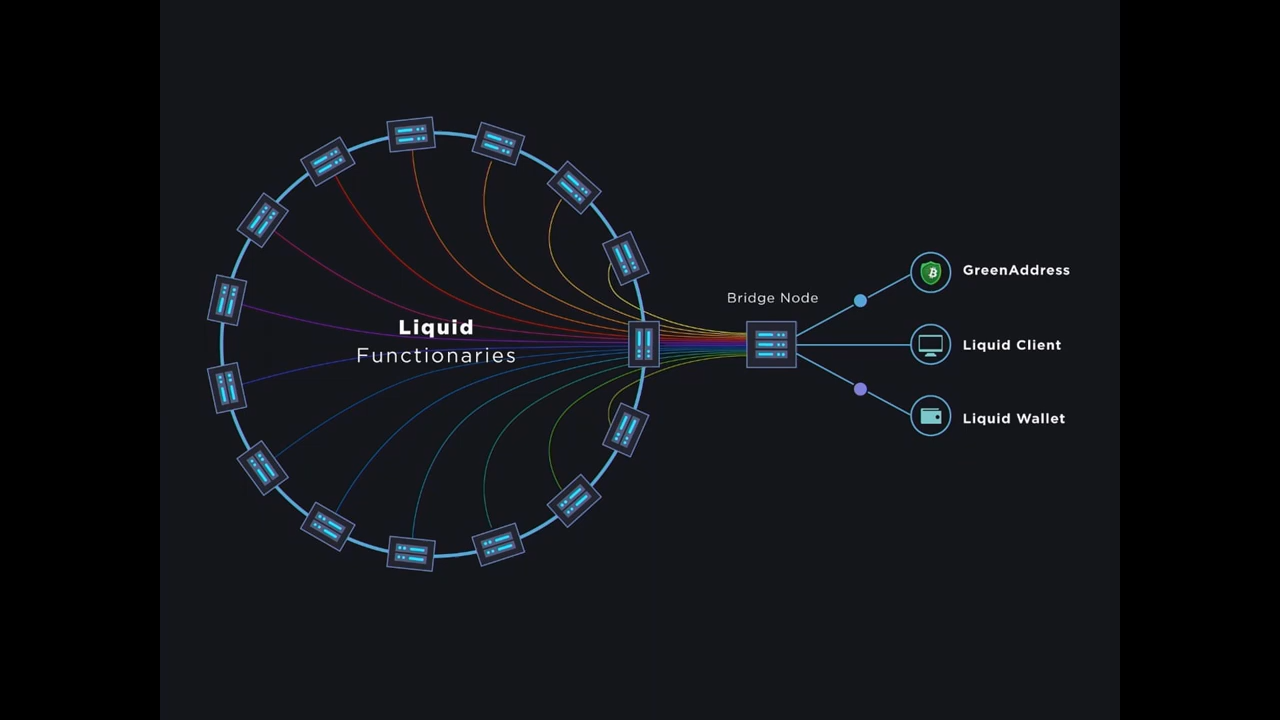 Liquid
Functionaries
Bridge Node
GreenAddress
Liquid Client
Liquid Wallet